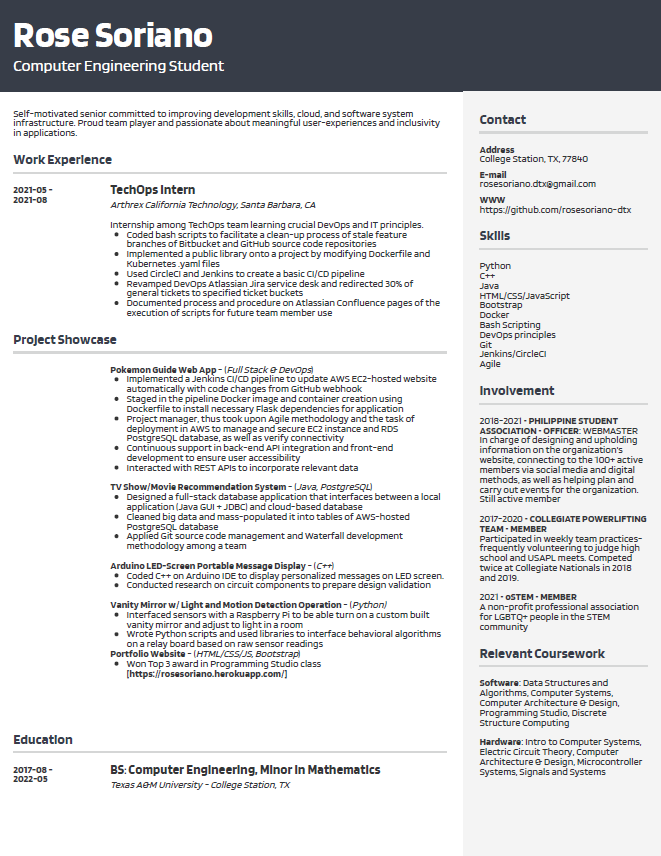 Rose Soriano
Computer Engineering Student
Self-motivated senior committed to improving development skills, cloud, and software system
infrastructure. Proud team player and passionate about meaningful user-experiences and inclusivity
in applications.
Work Experience
2021-05 -
2021-08
TechOps Intern
Arthrex California Technology, Santa Barbara, CA
Internship among TechOps team learning crucial DevOps and IT principles.
• Coded bash scripts to facilitate a clean-up process of stale feature
branches of Bitbucket and GitHub source code repositories
• Implemented a public library onto a project by modifying Dockerfile and
Kubernetes .yaml files
• Used CircleCI and Jenkins to create a basic CI/CD pipeline
• Revamped DevOps Atlassian Jira service desk and redirected 30% of
general tickets to specified ticket buckets
• Documented process and procedure on Atlassian Confluence pages of the
execution of scripts for future team member use
Project Showcase
Pokemon Guide Web App - (Full Stack & DevOps)
• Implemented a Jenkins CI/CD pipeline to update AWS EC2-hosted website
automatically with code changes from GitHub webhook
• Staged in the pipeline Docker image and container creation using
Dockerfile to install necessary Flask dependencies for application
• Project manager, thus took upon Agile methodology and the task of
deployment in AWS to manage and secure EC2 instance and RDS
PostgreSQL database, as well as verify connectivity
• Continuous support in back-end API integration and front-end
development to ensure user accessibility
• Interacted with REST APIs to incorporate relevant data
TV Show/Movie Recommendation System - (Java, PostgreSQL)
• Designed a full-stack database application that interfaces between a local
application (Java GUI + JDBC) and cloud-based database
• Cleaned big data and mass-populated it into tables of AWS-hosted
PostgreSQL database
• Applied Git source code management and Waterfall development
methodology among a team
Arduino LED-Screen Portable Message Display - (C++)
• Coded C++ on Arduino IDE to display personalized messages on LED screen.
• Conducted research on circuit components to prepare design validation
Vanity Mirror w/ Light and Motion Detection Operation - (Python)
• Interfaced sensors with a Raspberry Pi to be able turn on a custom built
vanity mirror and adjust to light in a room
• Wrote Python scripts and used libraries to interface behavioral algorithms
on a relay board based on raw sensor readings
Portfolio Website - (HTML/CSS/JS, Bootstrap)
• Won Top 3 award in Programming Studio class
[https://rosesoriano.herokuapp.com/]
Education
2017-08 -
2022-05
BS: Computer Engineering, Minor in Mathematics
Texas A&M University - College Station, TX
Contact
Address
College Station, TX, 77840
E-mail
rosesoriano.dtx@gmail.com
WWW
https://github.com/rosesoriano-dtx
Skills
Python
C++
Java
HTML/CSS/JavaScript
Bootstrap
Docker
Bash Scripting
DevOps principles
Git
Jenkins/CircleCI
Agile
Involvement
2018-2021 - PHILIPPINE STUDENT
ASSOCIATION - OFFICER: WEBMASTER
In charge of designing and upholding
information on the organization's
website, connecting to the 100+ active
members via social media and digital
methods, as well as helping plan and
carry out events for the organization.
Still active member
2017-2020 - COLLEGIATE POWERLIFTING
TEAM - MEMBER
Participated in weekly team practices-
frequently volunteering to judge high
school and USAPL meets. Competed
twice at Collegiate Nationals in 2018
and 2019.
2021 - oSTEM - MEMBER
A non-profit professional association
for LGBTQ+ people in the STEM
community
Relevant Coursework
Software: Data Structures and
Algorithms, Computer Systems,
Computer Architecture & Design,
Programming Studio, Discrete
Structure Computing
Hardware: Intro to Computer Systems,
Electric Circuit Theory, Computer
Architecture & Design, Microcontroller
Systems, Signals and Systems